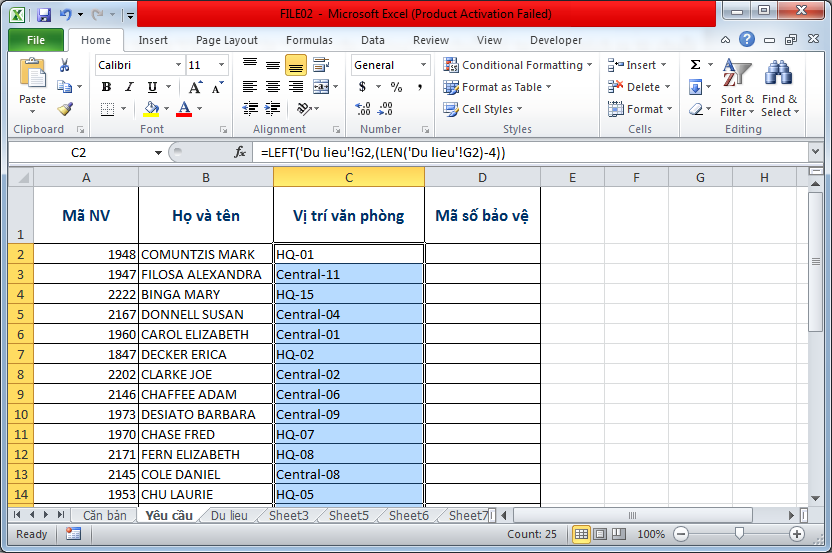 FILE02 - Microsoft Excel (Product Activation Failed)
File Home Insert Page Layout Formulas Data Review View Developer
Calibri 11 General Conditional Formatting Insert Σ
Paste B I U A A $ % , Format as Table Delete Sort & Filter Find & Select
Cell Styles Format
Clipboard Font Alignment Number Styles Cells Editing
C2 fx =LEFT('Du lieu'!G2,(LEN('Du lieu'!G2)-4))
A B C D E F G H
1 Mã NV Họ và tên Vị trí văn phòng Mã số bảo vệ
2 1948 COMUNTZIS MARK HQ-01
3 1947 FILOSA ALEXANDRA Central-11
4 2222 BINGA MARY HQ-15
5 2167 DONNELL SUSAN Central-04
6 1960 CAROL ELIZABETH Central-01
7 1847 DECKER ERICA HQ-02
8 2202 CLARKE JOE Central-02
9 2146 CHAFFEE ADAM Central-06
10 1973 DESIATO BARBARA Central-09
11 1970 CHASE FRED HQ-07
12 2171 FERN ELIZABETH HQ-08
13 2145 COLE DANIEL Central-08
14 1953 CHU LAURIE HQ-05
Căn bản Yêu cầu Du lieu Sheet3 Sheet5 Sheet6 Sheet7
Ready Count: 25 100%